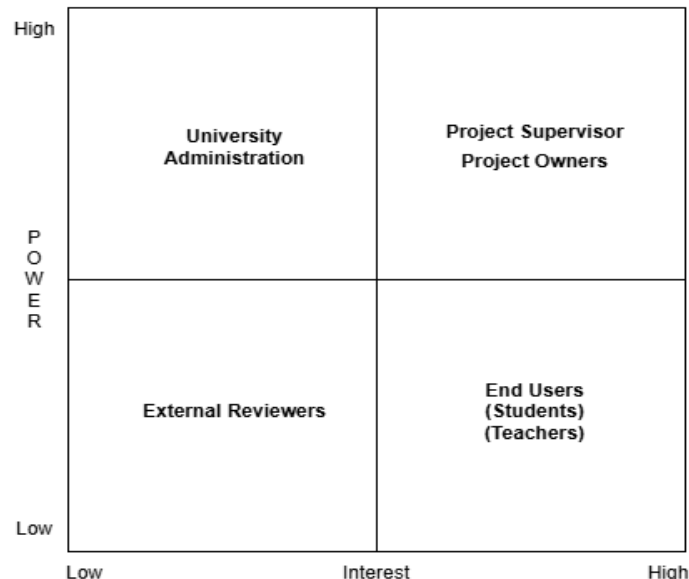 High
University
Administration
Project Supervisor
Project Owners
P
O
W
E
R
External Reviewers
End Users
(Students)
(Teachers)
Low
Low
Interest
High